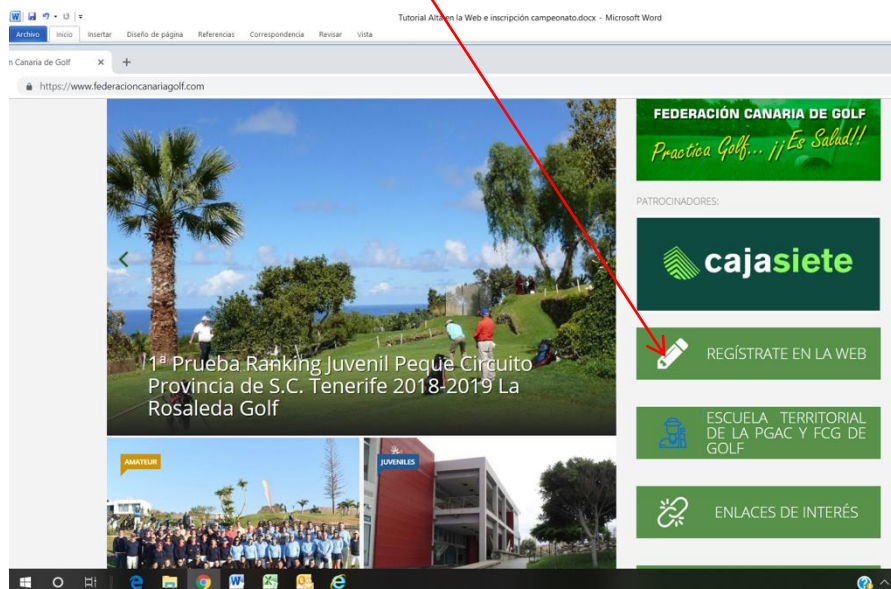 Tutorial Alta en la Web e inscripción campeonato.docx - Microsoft Word
Archivo Inicio Insertar Diseño de página Referencias Correspondencia Revisar Vista
n Canaria de Golf
https://www.federacioncanariagolf.com
FEDERACIÓN CANARIA DE GOLF
Practica Golf... ¡¡Es Salud!!
PATROCINADORES:
cajasiete
REGÍSTRATE EN LA WEB
1ª Prueba Ranking Juvenil Peque Circuito
Provincia de S.C. Tenerife 2018-2019 La
Rosaleda Golf
ESCUELA TERRITORIAL
DE LA PGAC Y FCG DE
GOLF
AMATEUR
JUVENILES
ENLACES DE INTERÉS